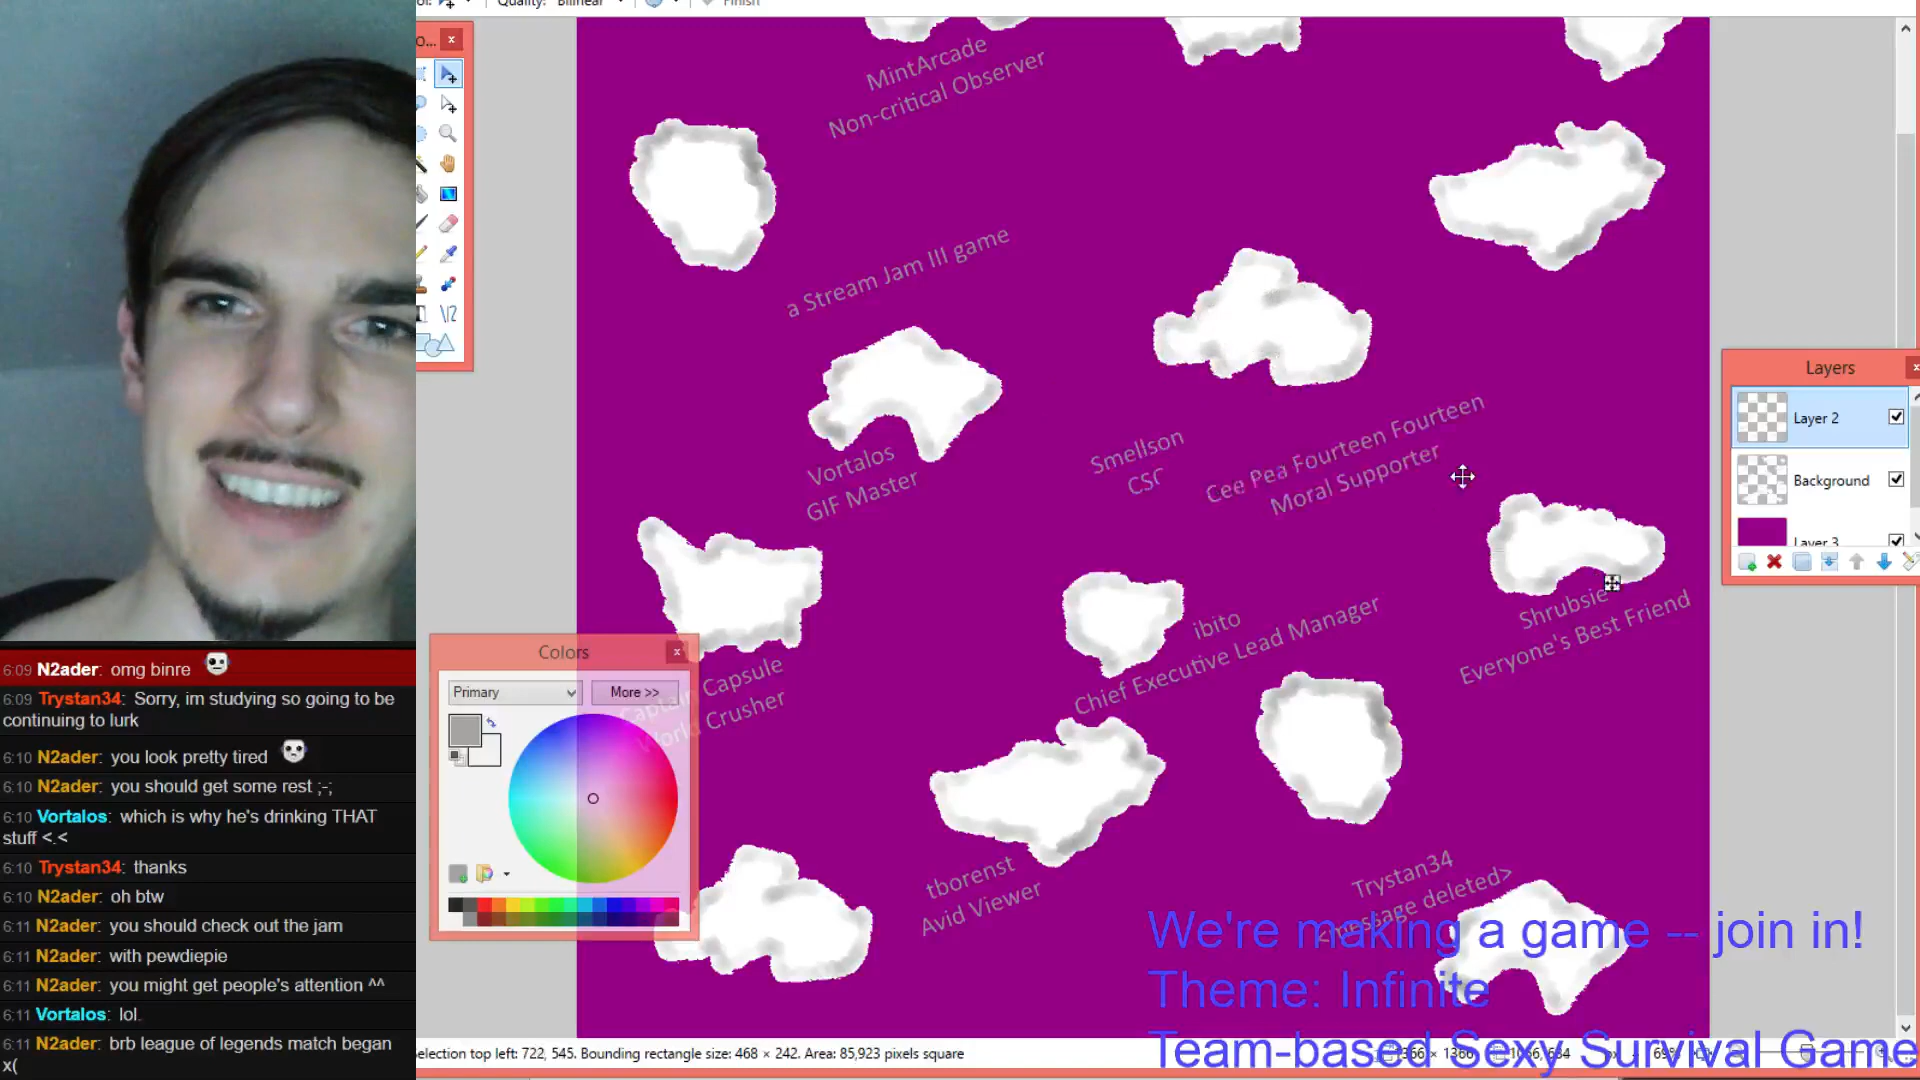 Quality: Bilinear
Finish
MintArcade
Non-critical Observer
a Stream Jam III game
Vortalos
GIF Master
Smellson
CSC
Cee Pea Fourteen Fourteen
Moral Supporter
Layers
Layer 2
Background
Layer 3
Shrubsie
Everyone's Best Friend
ibito
Chief Executive Lead Manager
Colors
Primary
More >>
Captain Capsule
World Crusher
tborenst
Avid Viewer
Trystan34
<message deleted>
We're making a game -- join in!
Theme: Infinite
Team-based Sexy Survival Game
6:09 N2ader: omg binre
6:09 Trystan34: Sorry, im studying so going to be
continuing to lurk
6:10 N2ader: you look pretty tired
6:10 N2ader: you should get some rest ;-;
6:10 Vortalos: which is why he's drinking THAT
stuff <.<
6:10 Trystan34: thanks
6:10 N2ader: oh btw
6:11 N2ader: you should check out the jam
6:11 N2ader: with pewdiepie
6:11 N2ader: you might get people's attention ^^
6:11 Vortalos: lol.
6:11 N2ader: brb league of legends match began
x(
election top left: 722, 545. Bounding rectangle size: 468 × 242. Area: 85,923 pixels square